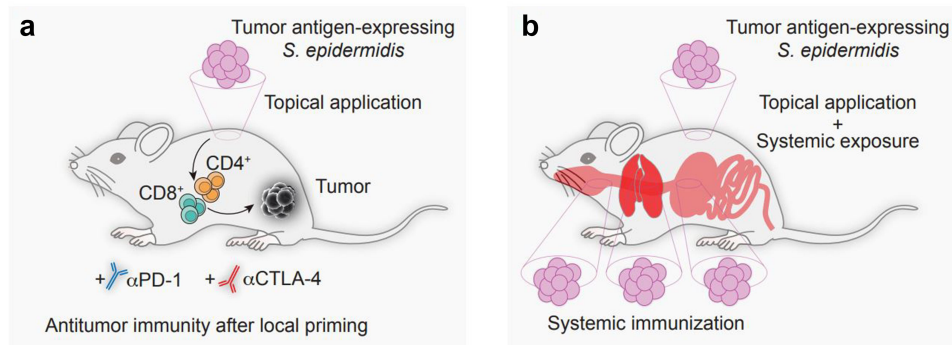 a
Tumor antigen-expressing
S. epidermidis
Topical application
CD4⁺
CD8⁺
Tumor
+ αPD-1 + αCTLA-4
Antitumor immunity after local priming
b
Tumor antigen-expressing
S. epidermidis
Topical application
+
Systemic exposure
Systemic immunization